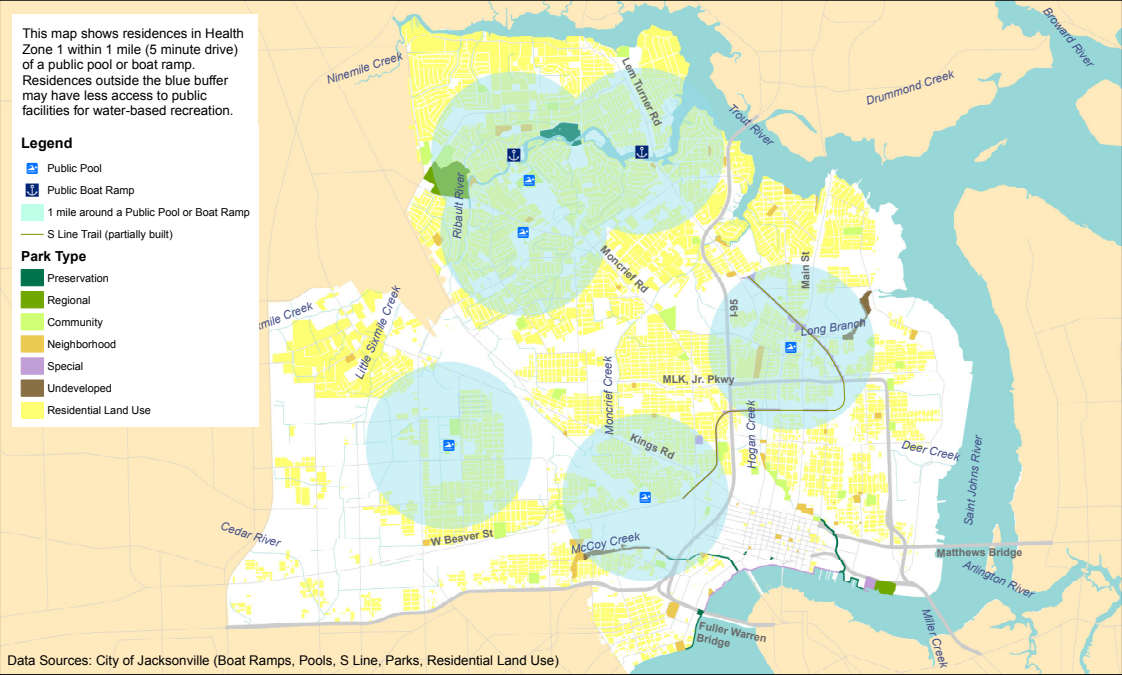 This map shows residences in Health
Zone 1 within 1 mile (5 minute drive)
of a public pool or boat ramp.
Residences outside the blue buffer
may have less access to public
facilities for water-based recreation.
Legend
Public Pool
Public Boat Ramp
1 mile around a Public Pool or Boat Ramp
S Line Trail (partially built)
Park Type
Preservation
Regional
Community
Neighborhood
Special
Undeveloped
Residential Land Use
Ninemile Creek
Lem Turner Rd
Trout River
Drummond Creek
Broward River
Ribault River
Moncrief Rd
I-95
Main St
Long Branch
xmile Creek
Little Sixmile Creek
MLK, Jr. Pkwy
Moncrief Creek
Kings Rd
Hogan Creek
Deer Creek
Saint Johns River
Cedar River
W Beaver St
McCoy Creek
Matthews Bridge
Arlington River
Miller Creek
Fuller Warren
Bridge
Data Sources: City of Jacksonville (Boat Ramps, Pools, S Line, Parks, Residential Land Use)